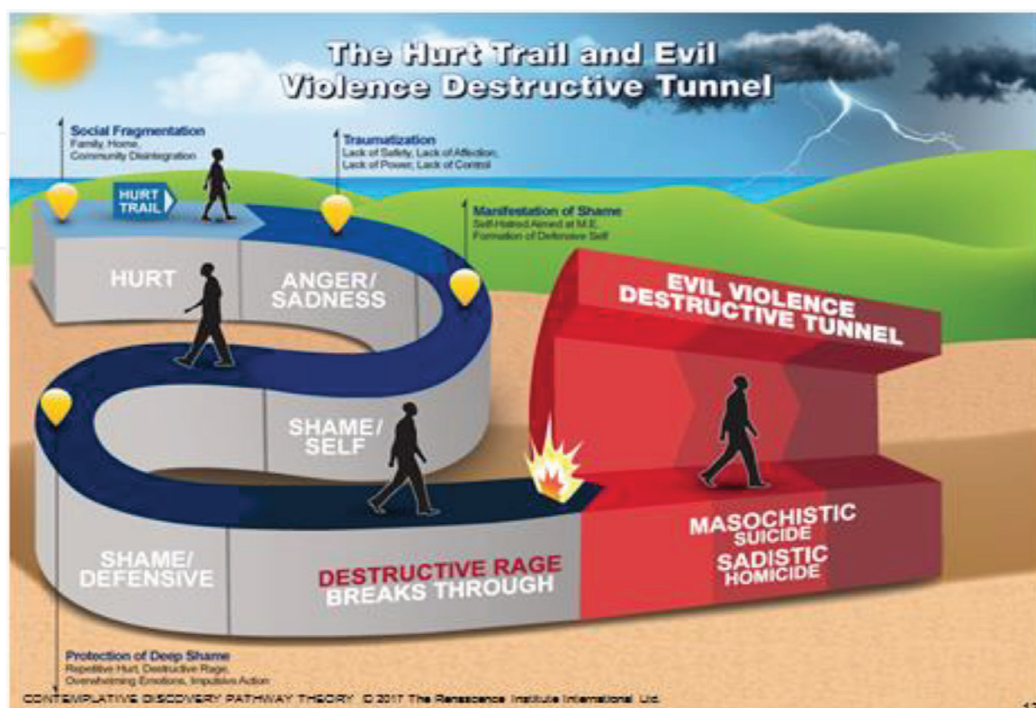 The Hurt Trail and Evil
Violence Destructive Tunnel
Social Fragmentation
Family, Home,
Community Disintegration
Traumatization
Lack of Safety, Lack of Affection,
Lack of Power, Lack of Control
HURT
TRAIL
Manifestation of Shame
Self-Hatred Aimed at M.E.
Formation of Defensive Self
HURT
ANGER/
SADNESS
EVIL VIOLENCE
DESTRUCTIVE TUNNEL
SHAME/
SELF
SHAME/
DEFENSIVE
DESTRUCTIVE RAGE
BREAKS THROUGH
MASOCHISTIC
SUICIDE
SADISTIC
HOMICIDE
Protection of Deep Shame
Repetitive Hurt, Destructive Rage,
Overwhelming Emotions, Impulsive Action
CONTEMPLATIVE DISCOVERY PATHWAY THEORY © 2017 The Renascence Institute International Ltd.